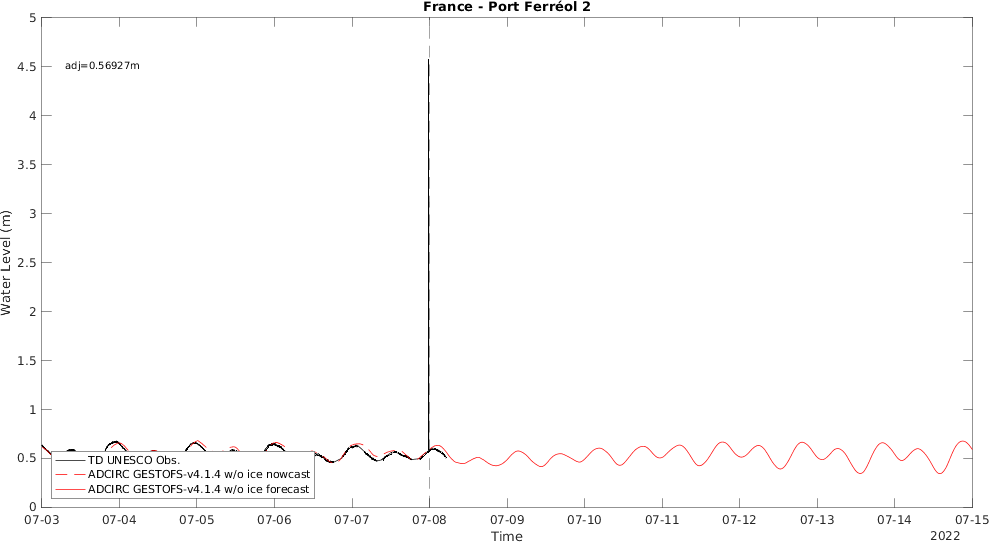 France - Port Ferréol 2
5
4.5
4
3.5
3
2.5
2
1.5
1
0.5
0
Water Level (m)
adj=0.56927m
TD UNESCO Obs.
ADCIRC GESTOFS-v4.1.4 w/o ice nowcast
ADCIRC GESTOFS-v4.1.4 w/o ice forecast
07-03 07-04 07-05 07-06 07-07 07-08 07-09 07-10 07-11 07-12 07-13 07-14 07-15
Time
2022